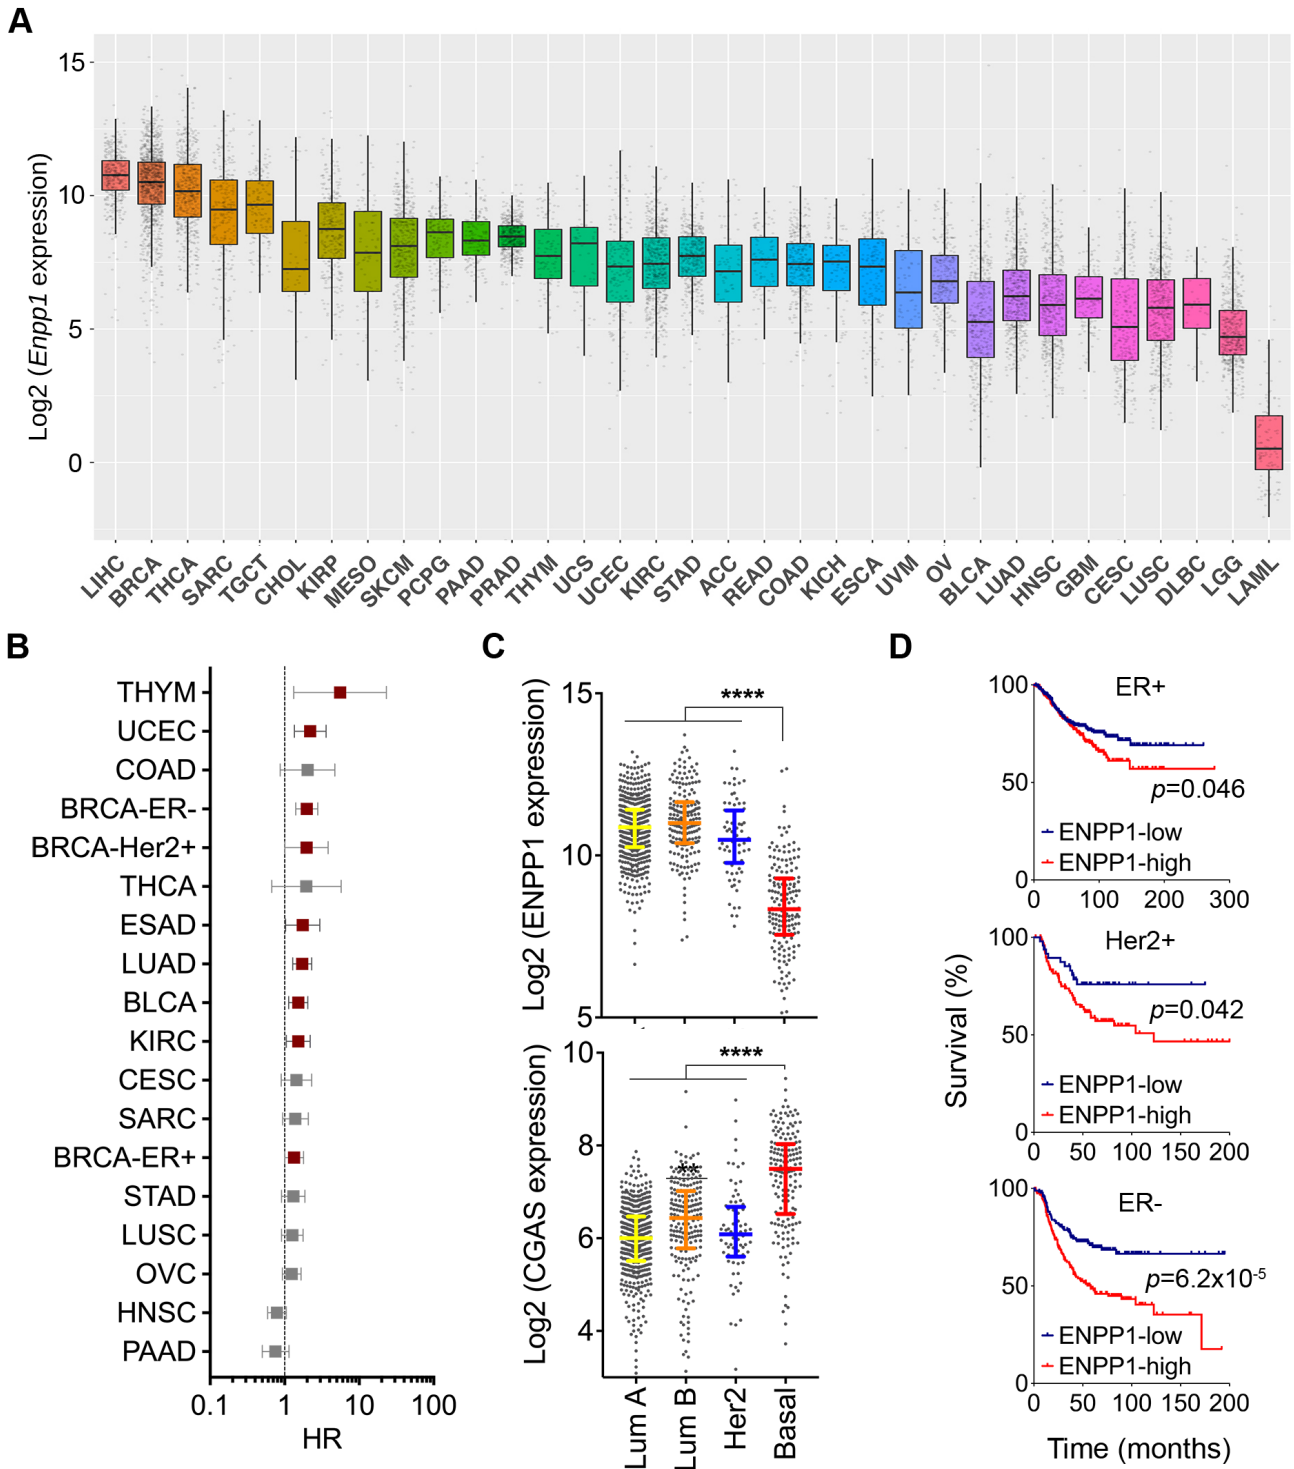 A
Log2 (Enpp1 expression)
15
10
5
0
LIHC
BRCA
THCA
SARC
TGCT
CHOL
KIRP
MESO
SKCM
PCPG
PAAD
PRAD
THYM
UCS
UCEC
KIRC
STAD
ACC
READ
COAD
KICH
ESCA
UVM
OV
BLCA
LUAD
HNSC
GBM
CESC
LUSC
DLBC
LGG
LAML
B
THYM
UCEC
COAD
BRCA-ER-
BRCA-Her2+
THCA
ESAD
LUAD
BLCA
KIRC
CESC
SARC
BRCA-ER+
STAD
LUSC
OVC
HNSC
PAAD
0.1
1
10
100
HR
C
Log2 (ENPP1 expression)
15
10
5
****
Log2 (CGAS expression)
10
8
6
4
****
**
Lum A
Lum B
Her2
Basal
D
Survival (%)
ER+
100
50
0
p=0.046
ENPP1-low
ENPP1-high
0
100
200
300
Her2+
100
50
0
p=0.042
ENPP1-low
ENPP1-high
0
50
100
150
200
ER-
100
50
0
p=6.2x10-5
ENPP1-low
ENPP1-high
0
50
100
150
200
Time (months)